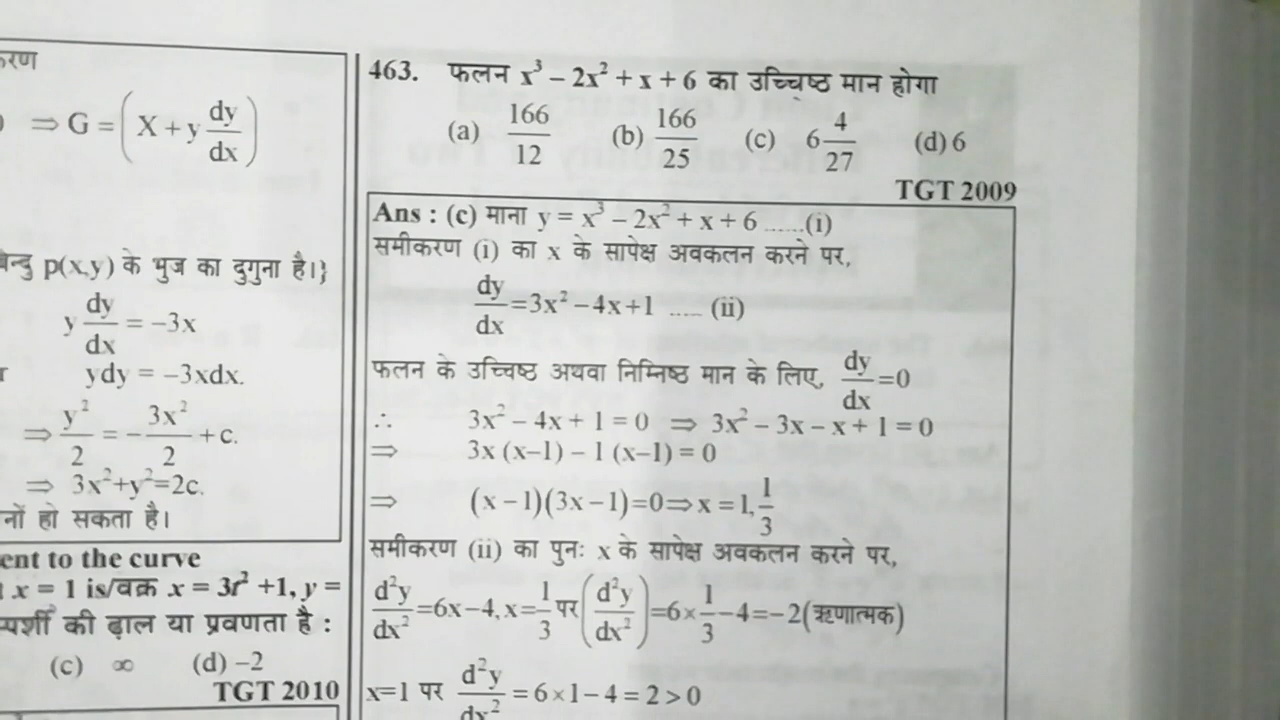 करण
⇒ G = (X + y dy/dx)
p(x,y) के भुज का दुगुना है।}
y dy/dx = −3x
ydy = −3xdx.
⇒ y²/2 = −3x²/2 + c.
⇒ 3x²+y²=2c.
नों हो सकता है।
ent to the curve
x = 1 is/वक्र x = 3t² +1, y =
की ढ़ाल या प्रवणता है :
(c) ∞ (d) −2
TGT 2010
463. फलन x³ − 2x² + x + 6 का उच्चिष्ठ मान होगा
(a) 166/12 (b) 166/25 (c) 6 4/27 (d) 6
TGT 2009
Ans : (c) माना y = x³ − 2x² + x + 6 ......(i)
समीकरण (i) का x के सापेक्ष अवकलन करने पर,
dy/dx = 3x² − 4x+1 ..... (ii)
फलन के उच्चिष्ठ अथवा निम्निष्ठ मान के लिए, dy/dx = 0
∴ 3x² − 4x + 1 = 0 ⇒ 3x² − 3x − x + 1 = 0
⇒ 3x (x−1) − 1 (x−1) = 0
⇒ (x − 1)(3x − 1)=0⇒ x = 1, 1/3
समीकरण (ii) का पुनः x के सापेक्ष अवकलन करने पर,
d²y/dx² = 6x − 4, x = 1/3 पर (d²y/dx²) = 6 × 1/3 − 4 = − 2 (ऋणात्मक)
x=1 पर d²y/dx² = 6 × 1 − 4 = 2 > 0